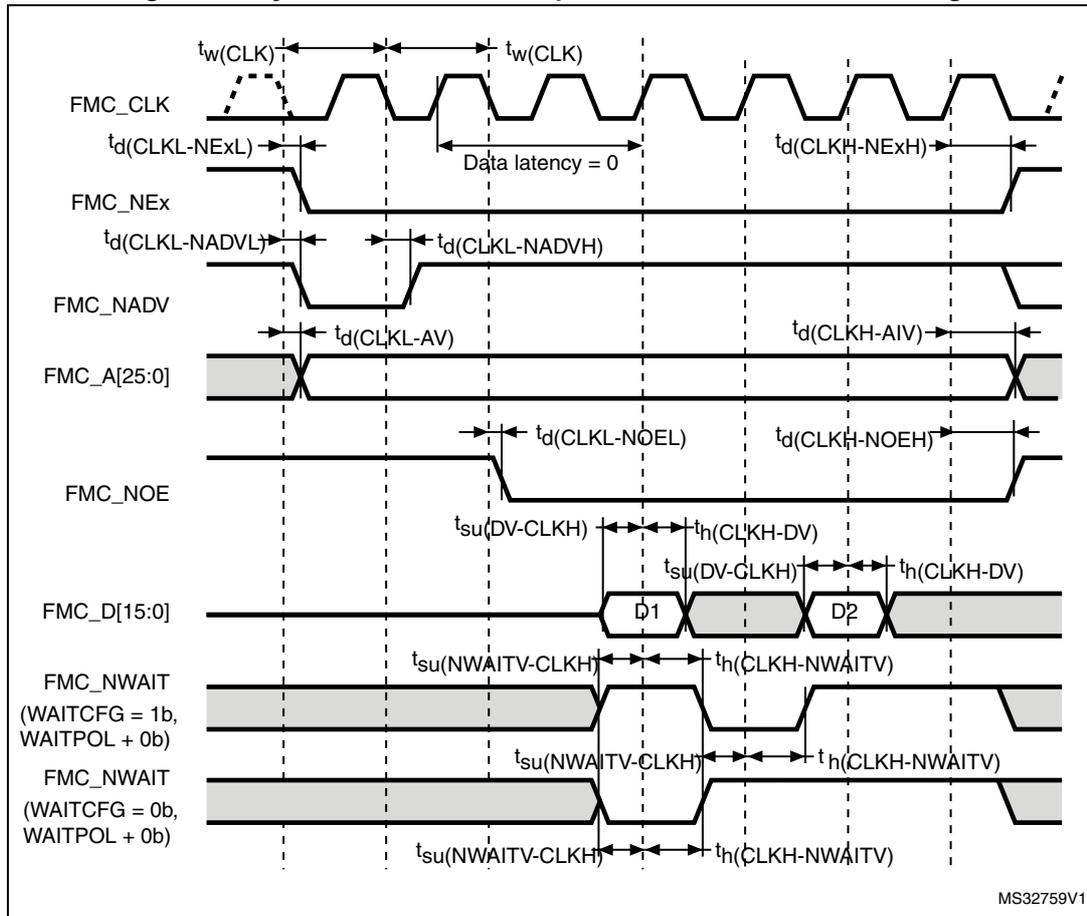 tw(CLK) tw(CLK)
FMC_CLK
td(CLKL-NExL) Data latency = 0 td(CLKH-NExH)
FMC_NEx
td(CLKL-NADVL) td(CLKL-NADVH)
FMC_NADV
td(CLKL-AV) td(CLKH-AIV)
FMC_A[25:0]
td(CLKL-NOEL) td(CLKH-NOEH)
FMC_NOE
tsu(DV-CLKH) th(CLKH-DV)
tsu(DV-CLKH) th(CLKH-DV)
FMC_D[15:0] D1 D2
tsu(NWAITV-CLKH) th(CLKH-NWAITV)
FMC_NWAIT
(WAITCFG = 1b,
WAITPOL + 0b)
tsu(NWAITV-CLKH) th(CLKH-NWAITV)
FMC_NWAIT
(WAITCFG = 0b,
WAITPOL + 0b)
tsu(NWAITV-CLKH) th(CLKH-NWAITV)
MS32759V1